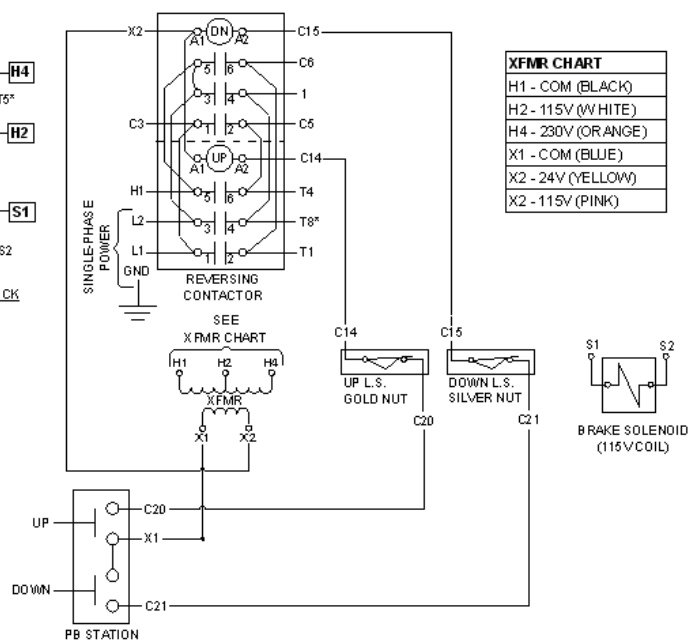 X2
DN
A1
A2
C15
5
6
C6
3
4
1
C3
1
2
C5
UP
A1
A2
C14
H1
5
6
T4
L2
3
4
T8*
L1
1
2
T1
SINGLE-PHASE
POWER
GND
REVERSING
CONTACTOR
H4
T5*
H2
S1
S2
CK
XFMR CHART
H1 - COM (BLACK)
H2 - 115V (WHITE)
H4 - 230V (ORANGE)
X1 - COM (BLUE)
X2 - 24V (YELLOW)
X2 - 115V (PINK)
SEE
XFMR CHART
H1 H2 H4
XFMR
X1 X2
C14
UP L.S.
GOLD NUT
C20
C15
DOWN L.S.
SILVER NUT
C21
S1 S2
BRAKE SOLENOID
(115V COIL)
UP
C20
X1
DOWN
C21
PB STATION